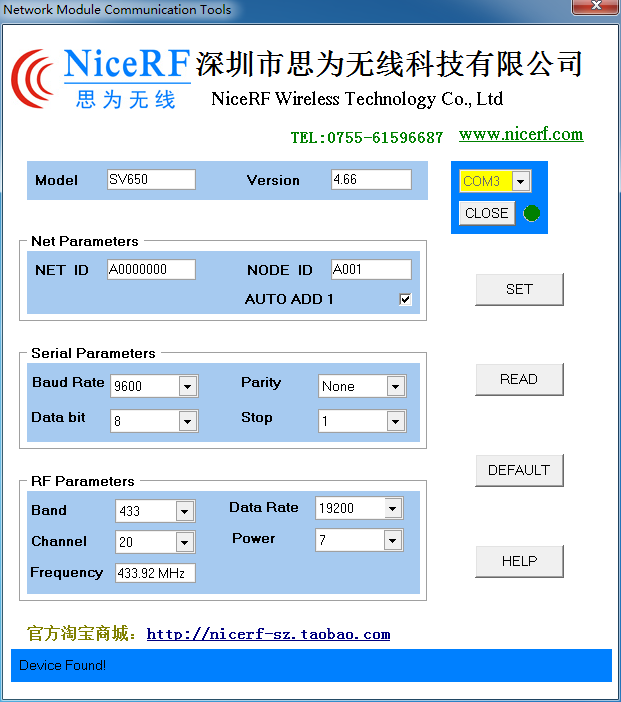 Network Module Communication Tools
NiceRF 深圳市思为无线科技有限公司
思为无线 NiceRF Wireless Technology Co., Ltd
TEL:0755-61596687 www.nicerf.com
Model SV650 Version 4.66 COM3
CLOSE
Net Parameters
NET ID A0000000 NODE ID A001
AUTO ADD 1
SET
Serial Parameters
Baud Rate 9600 Parity None
READ
Data bit 8 Stop 1
DEFAULT
RF Parameters
Band 433 Data Rate 19200
Channel 20 Power 7
HELP
Frequency 433.92 MHz
官方淘宝商城： http://nicerf-sz.taobao.com
Device Found!